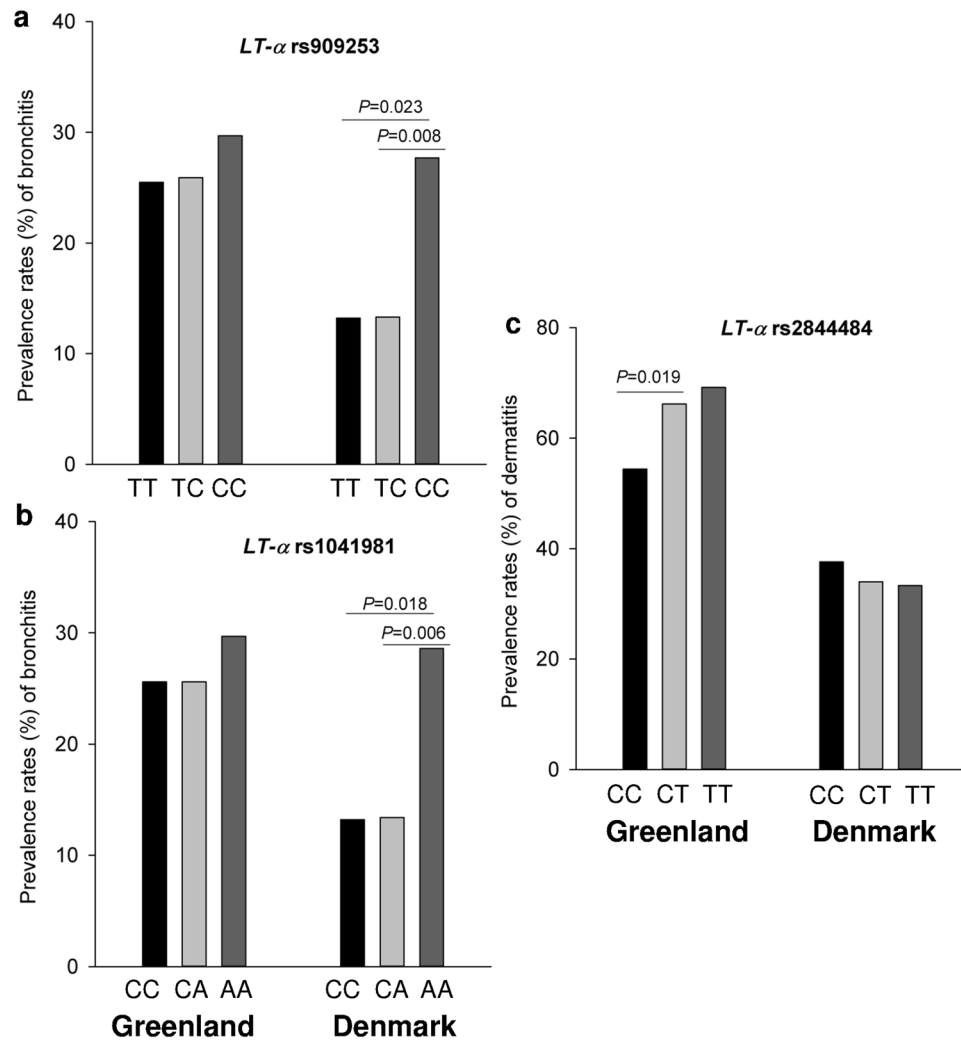 a
LT-α rs909253
Prevalence rates (%) of bronchitis
40
30
20
10
0
P=0.023
P=0.008
TT TC CC TT TC CC
b
LT-α rs1041981
Prevalence rates (%) of bronchitis
40
30
20
10
0
P=0.018
P=0.006
CC CA AA CC CA AA
Greenland Denmark
c
LT-α rs2844484
Prevalence rates (%) of dermatitis
80
60
40
20
0
P=0.019
CC CT TT CC CT TT
Greenland Denmark